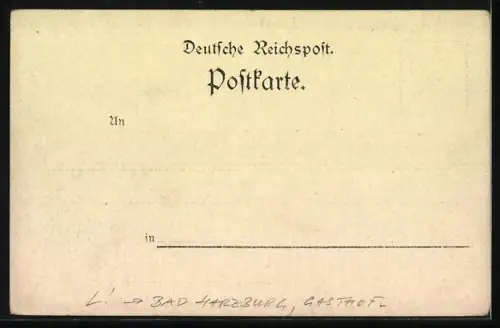 Deutſche Reichspoſt.
Poſtkarte.
An
in
L! → BAD HARZBURG, GASTHOF-